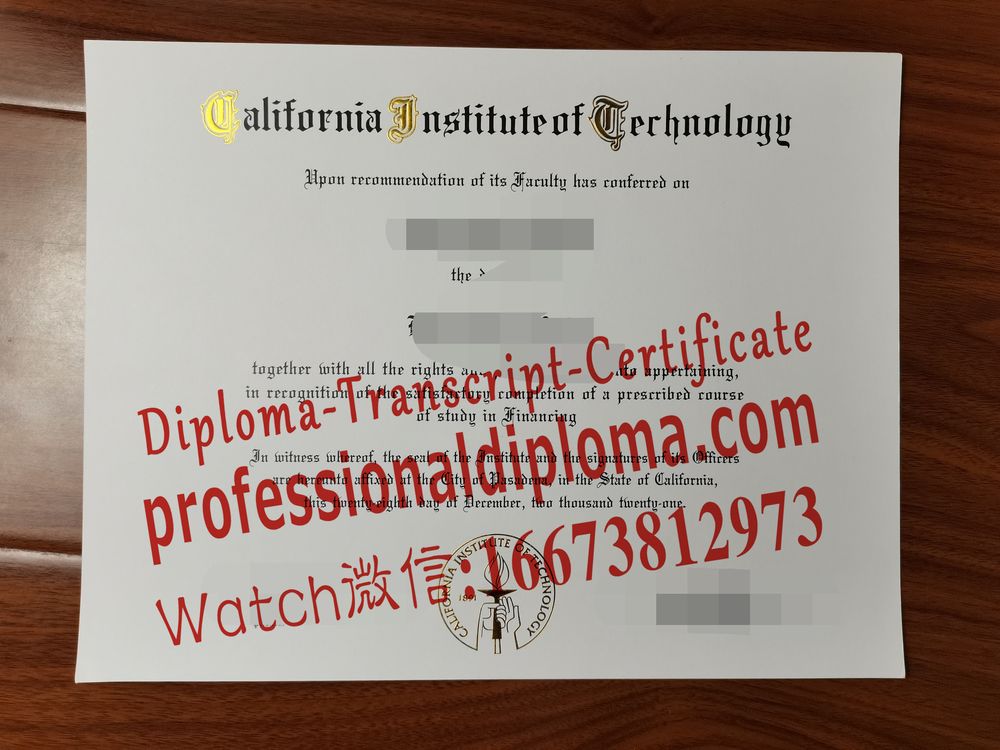 California Institute of Technology
Upon recommendation of its Faculty has conferred on
the
together with all the rights appertaining,
in recognition of the satisfactory completion of a prescribed course
of study in Financing
In witness whereof, the seal of the Institute and the signatures of its Officers
are hereunto affixed at the City of Pasadena, in the State of California,
this twenty-eighth day of December, two thousand twenty-one.
Diploma-Transcript-Certificate
professionaldiploma.com
Watch微信:16673812973
CALIFORNIA INSTITUTE OF TECHNOLOGY
1891